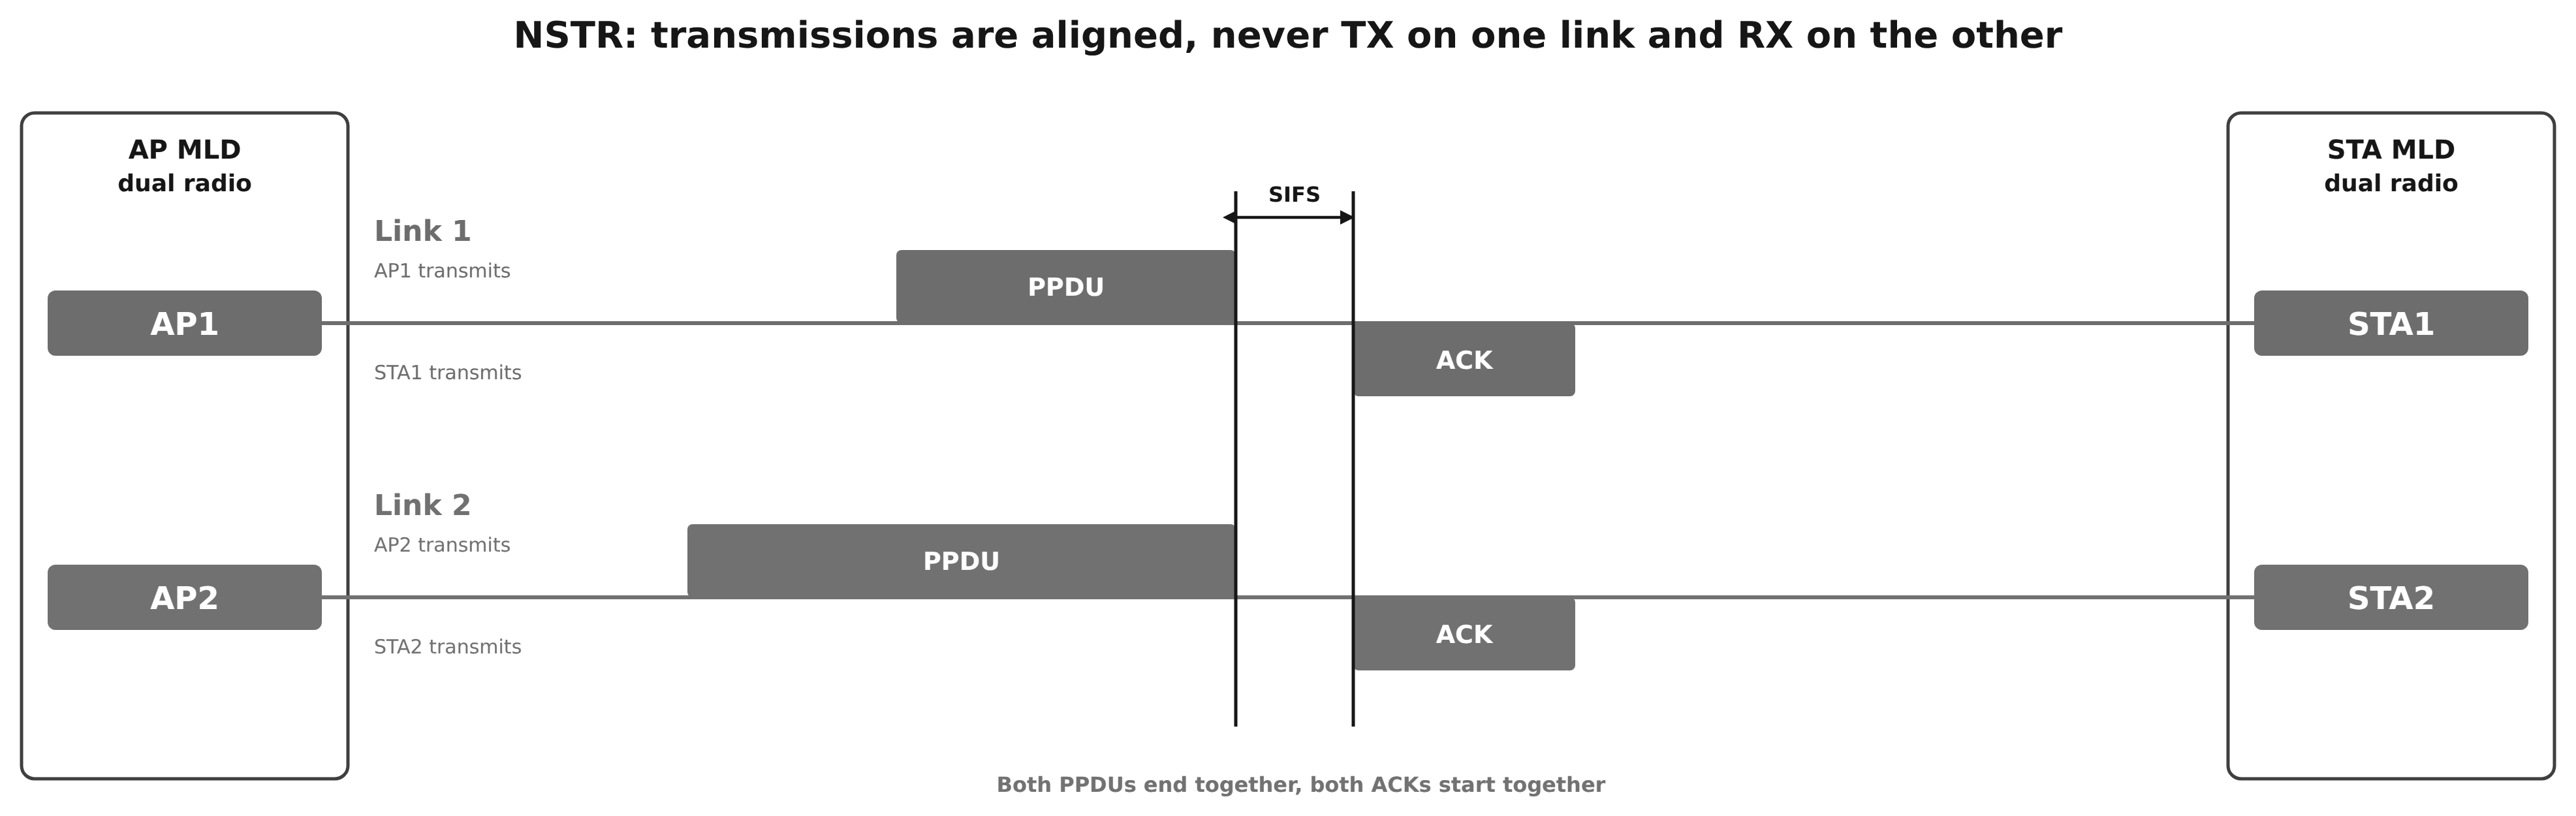 NSTR: transmissions are aligned, never TX on one link and RX on the other
AP MLD
dual radio
STA MLD
dual radio
SIFS
Link 1
AP1 transmits
PPDU
AP1
STA1
STA1 transmits
ACK
Link 2
AP2 transmits
PPDU
AP2
STA2
STA2 transmits
ACK
Both PPDUs end together, both ACKs start together